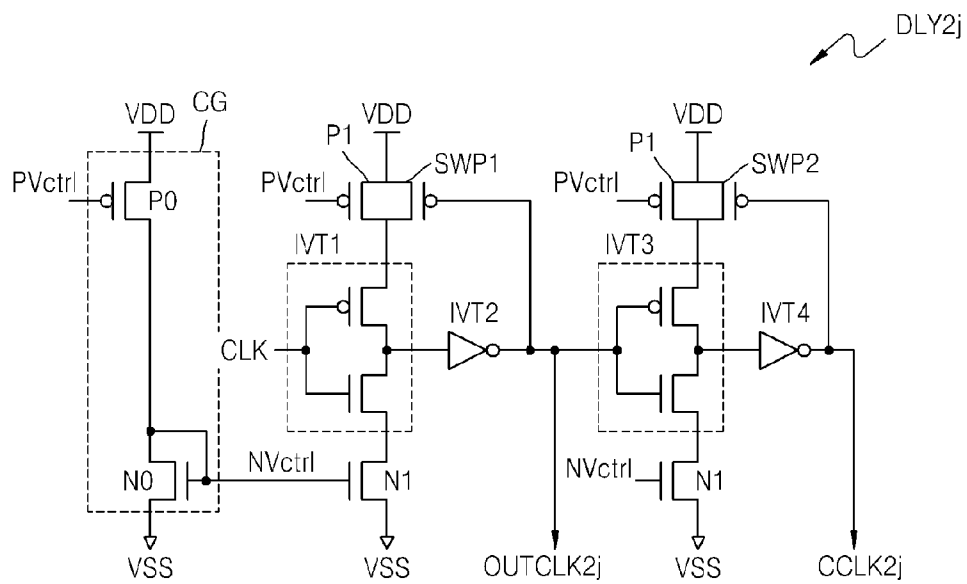 DLY2j
CG
VDD
VDD
VDD
P1
SWP1
P1
SWP2
PVctrl
P0
PVctrl
PVctrl
IVT1
IVT3
IVT2
IVT4
CLK
N0
NVctrl
N1
NVctrl
N1
VSS
VSS
OUTCLK2j
VSS
CCLK2j